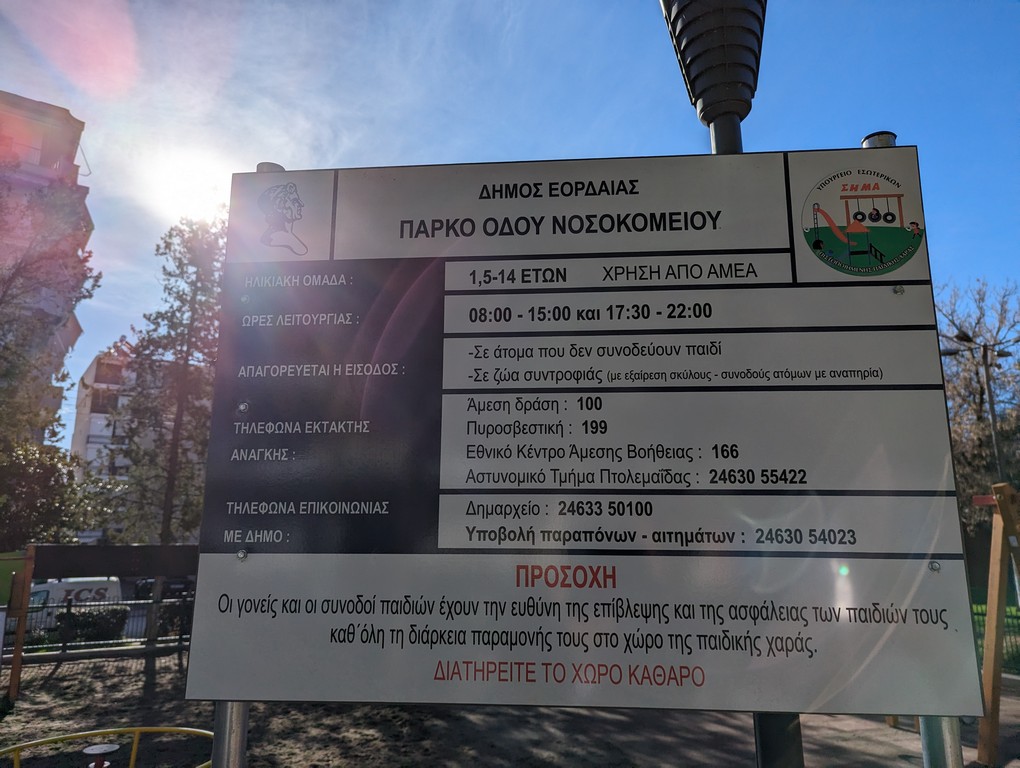 ΔΗΜΟΣ ΕΟΡΔΑΙΑΣ
ΠΑΡΚΟ ΟΔΟΥ ΝΟΣΟΚΟΜΕΙΟΥ
ΥΠΟΥΡΓΕΙΟ ΕΣΩΤΕΡΙΚΩΝ
ΣΗΜΑ
ΗΛΙΚΙΑΚΗ ΟΜΑΔΑ :
1,5-14 ΕΤΩΝ ΧΡΗΣΗ ΑΠΟ ΑΜΕΑ
ΩΡΕΣ ΛΕΙΤΟΥΡΓΙΑΣ :
08:00 - 15:00 και 17:30 - 22:00
ΑΠΑΓΟΡΕΥΕΤΑΙ Η ΕΙΣΟΔΟΣ :
-Σε άτομα που δεν συνοδεύουν παιδί
-Σε ζώα συντροφιάς (με εξαίρεση σκύλους - συνοδούς ατόμων με αναπηρία)
ΤΗΛΕΦΩΝΑ ΕΚΤΑΚΤΗΣ
ΑΝΑΓΚΗΣ :
Άμεση δράση : 100
Πυροσβεστική : 199
Εθνικό Κέντρο Άμεσης Βοήθειας : 166
Αστυνομικό Τμήμα Πτολεμαΐδας : 24630 55422
ΤΗΛΕΦΩΝΑ ΕΠΙΚΟΙΝΩΝΙΑΣ
ΜΕ ΔΗΜΟ :
Δημαρχείο : 24633 50100
Υποβολή παραπόνων - αιτημάτων : 24630 54023
ΠΡΟΣΟΧΗ
Οι γονείς και οι συνοδοί παιδιών έχουν την ευθύνη της επίβλεψης και της ασφάλειας των παιδιών τους
καθ΄όλη τη διάρκεια παραμονής τους στο χώρο της παιδικής χαράς.
ΔΙΑΤΗΡΕΙΤΕ ΤΟ ΧΩΡΟ ΚΑΘΑΡΟ
ICS